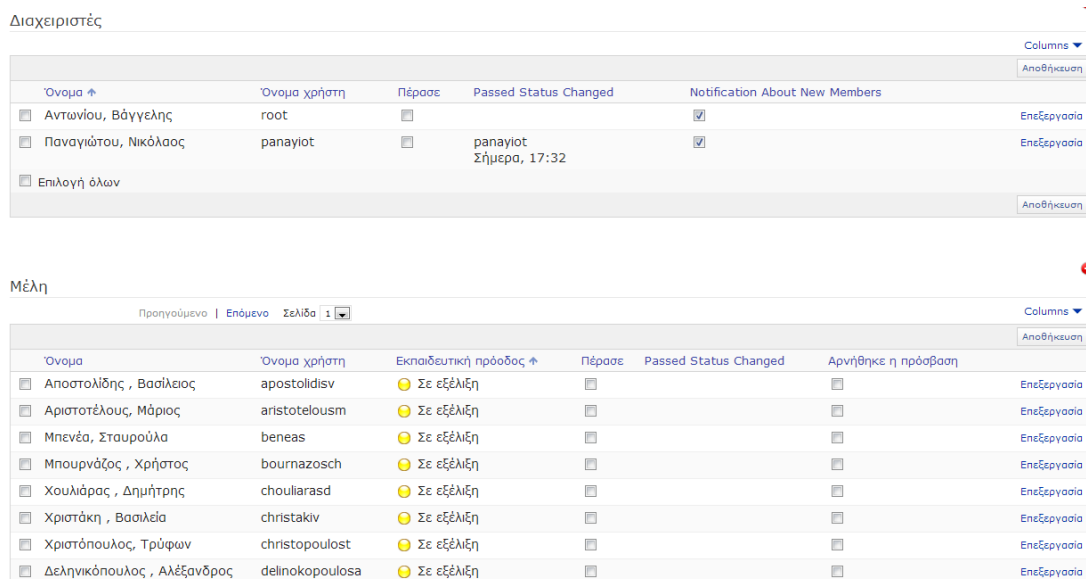 Διαχειριστές
Columns
Αποθήκευση
Όνομα Όνομα χρήστη Πέρασε Passed Status Changed Notification About New Members
Αντωνίου, Βάγγελης root Επεξεργασία
Παναγιώτου, Νικόλαος panayiot panayiot Επεξεργασία
Σήμερα, 17:32
Επιλογή όλων
Αποθήκευση
Μέλη
Προηγούμενο | Επόμενο Σελίδα 1 Columns
Αποθήκευση
Όνομα Όνομα χρήστη Εκπαιδευτική πρόοδος Πέρασε Passed Status Changed Αρνήθηκε η πρόσβαση
Αποστολίδης , Βασίλειος apostolidisv Σε εξέλιξη Επεξεργασία
Αριστοτέλους, Μάριος aristotelousm Σε εξέλιξη Επεξεργασία
Μπενέα, Σταυρούλα beneas Σε εξέλιξη Επεξεργασία
Μπουρνάζος , Χρήστος bournazosch Σε εξέλιξη Επεξεργασία
Χουλιάρας , Δημήτρης chouliarasd Σε εξέλιξη Επεξεργασία
Χριστάκη , Βασιλεία christakiv Σε εξέλιξη Επεξεργασία
Χριστόπουλος, Τρύφων christopoulost Σε εξέλιξη Επεξεργασία
Δεληνικόπουλος , Αλέξανδρος delinokopoulosa Σε εξέλιξη Επεξεργασία